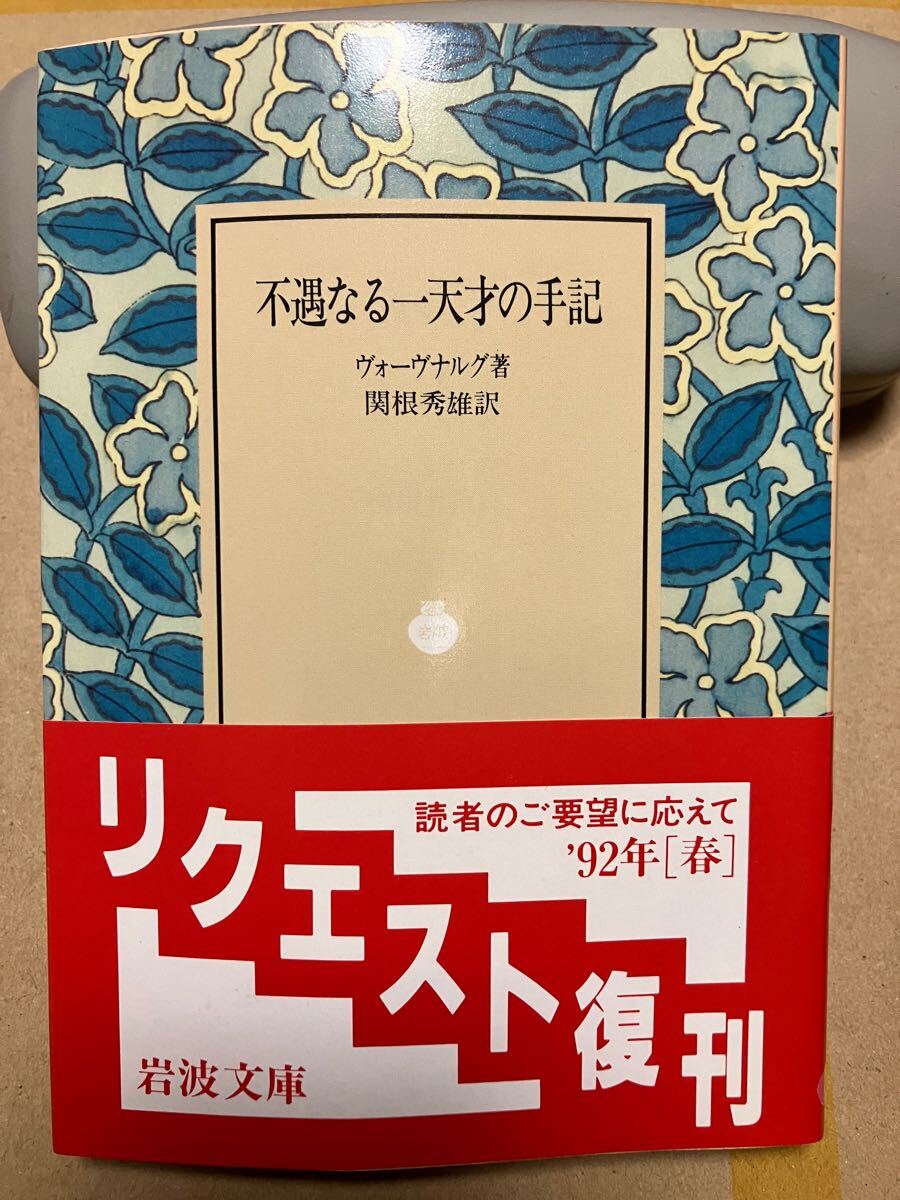 不遇なる一天才の手記
ヴォーヴナルグ著
関根秀雄訳
岩波
読者のご要望に応えて
’92年[春]
リクエスト復刊
岩波文庫